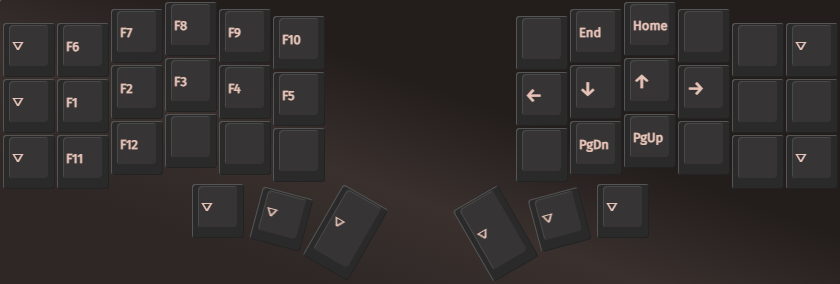 ▽ F6 F7 F8 F9 F10 End Home ▽
▽ F1 F2 F3 F4 F5 ← ↓ ↑ →
▽ F11 F12 PgDn PgUp ▽
▽ ▽ ▽ ▽ ▽ ▽